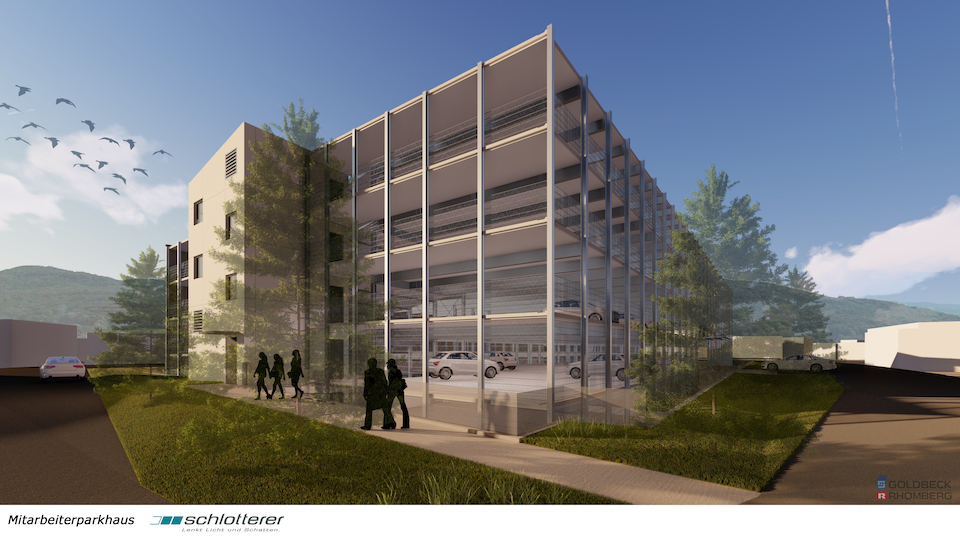 GOLDBECK
RHOMBERG
Mitarbeiterparkhaus
schlotterer
Lenkt Licht und Schatten.